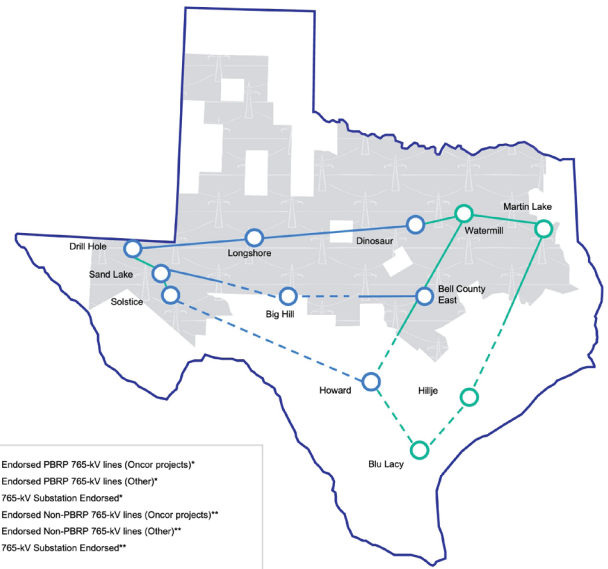 Martin Lake
Watermill
Dinosaur
Longshore
Drill Hole
Sand Lake
Solstice
Big Hill
Bell County
East
Howard
Hillje
Blu Lacy
Endorsed PBRP 765-kV lines (Oncor projects)*
Endorsed PBRP 765-kV lines (Other)*
765-kV Substation Endorsed*
Endorsed Non-PBRP 765-kV lines (Oncor projects)**
Endorsed Non-PBRP 765-kV lines (Other)**
765-kV Substation Endorsed**